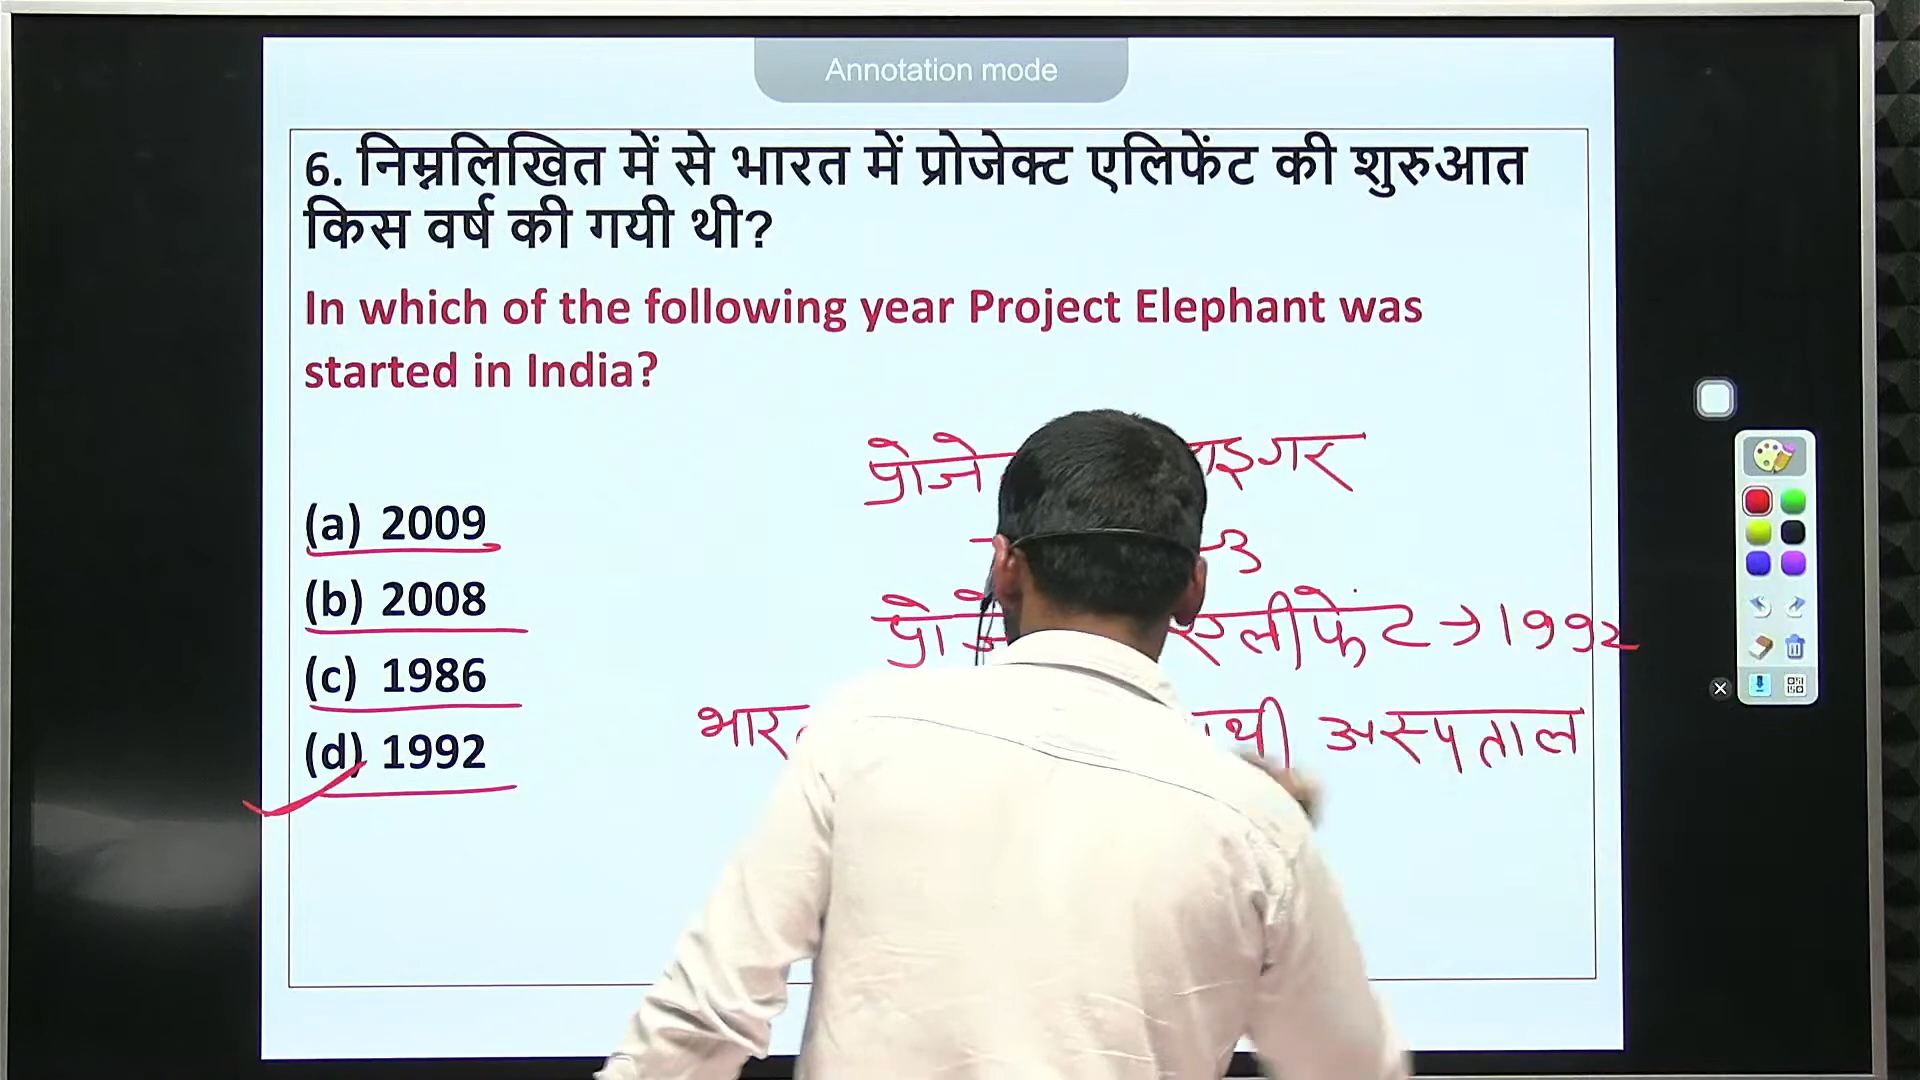 Annotation mode
6. निम्नलिखित में से भारत में प्रोजेक्ट एलिफेंट की शुरुआत
किस वर्ष की गयी थी?
In which of the following year Project Elephant was
started in India?
(a) 2009
(b) 2008
(c) 1986
(d) 1992
एलीफेंट → 1992
अस्पताल